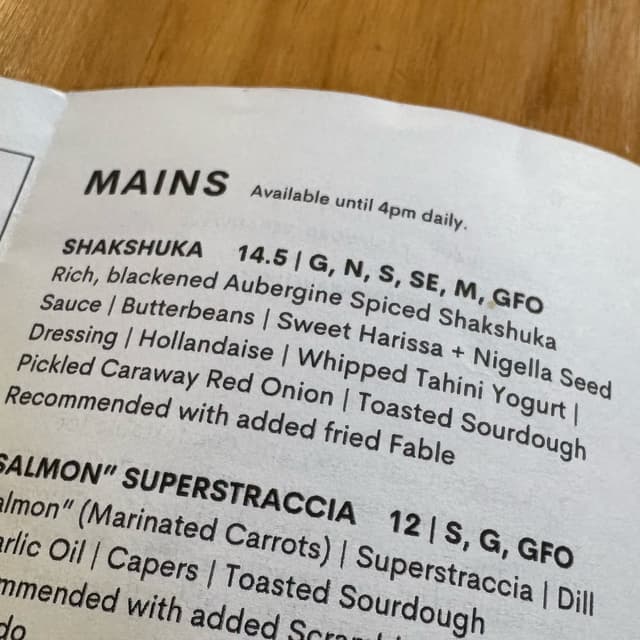 MAINS Available until 4pm daily.
SHAKSHUKA 14.5 | G, N, S, SE, M, GFO
Rich, blackened Aubergine Spiced Shakshuka
Sauce | Butterbeans | Sweet Harissa + Nigella Seed
Dressing | Hollandaise | Whipped Tahini Yogurt |
Pickled Caraway Red Onion | Toasted Sourdough
Recommended with added fried Fable
SALMON” SUPERSTRACCIA 12 | S, G, GFO
almon” (Marinated Carrots) | Superstraccia | Dill
arlic Oil | Capers | Toasted Sourdough
mmended with added
do